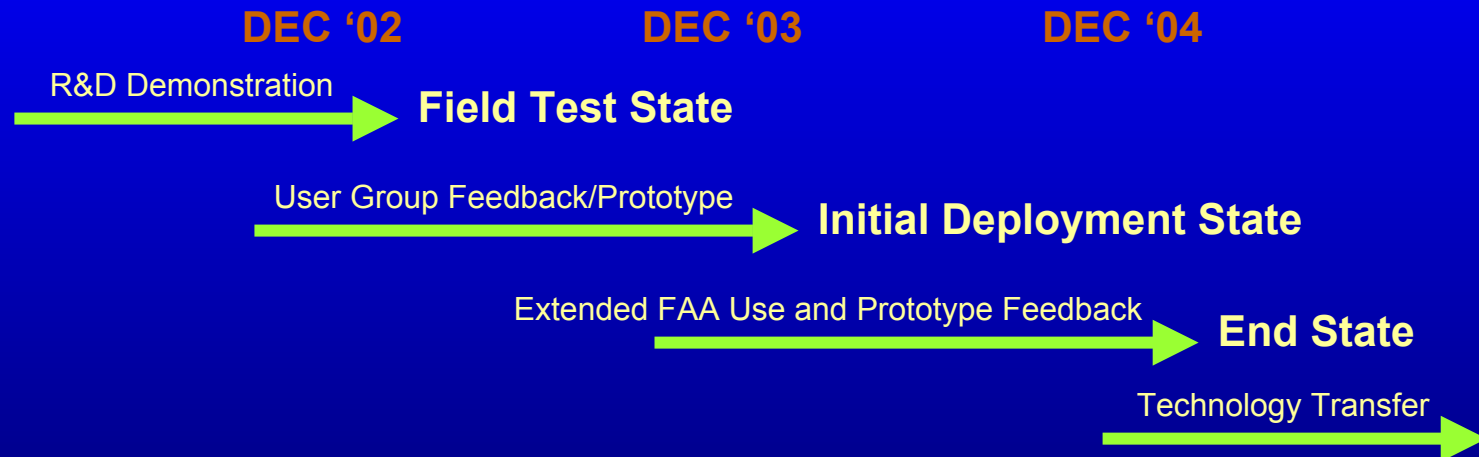 DEC ‘02 DEC ‘03 DEC ‘04
R&D Demonstration
Field Test State
User Group Feedback/Prototype
Initial Deployment State
Extended FAA Use and Prototype Feedback
End State
Technology Transfer